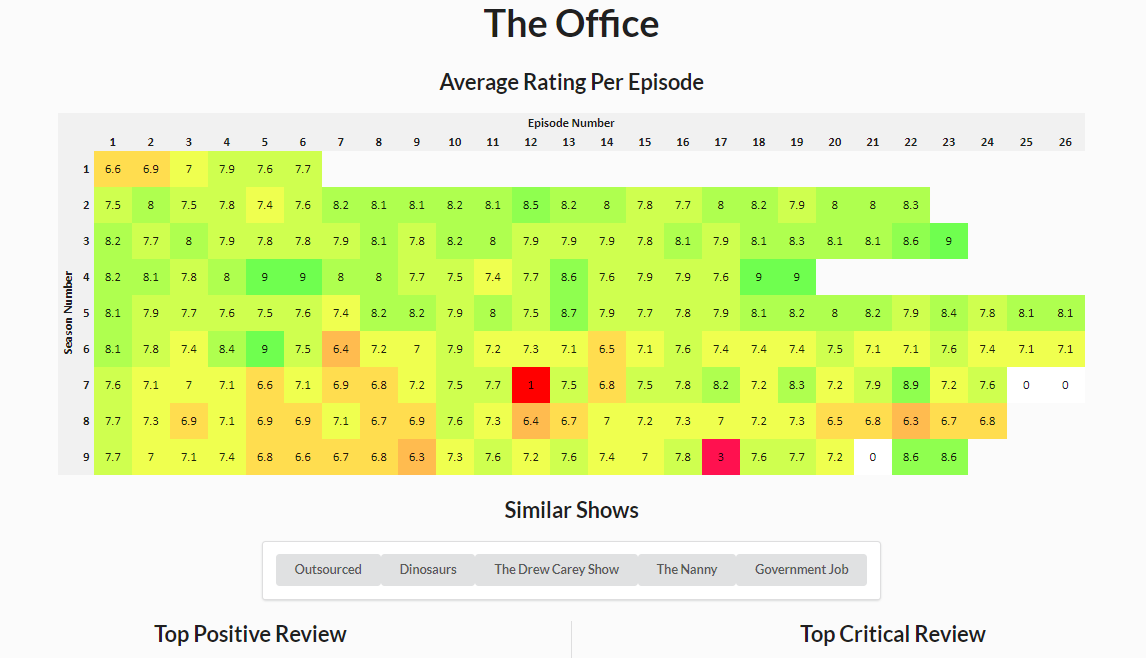 The Office
Average Rating Per Episode
Episode Number
1 2 3 4 5 6 7 8 9 10 11 12 13 14 15 16 17 18 19 20 21 22 23 24 25 26
Season Number
1 6.6 6.9 7 7.9 7.6 7.7
2 7.5 8 7.5 7.8 7.4 7.6 8.2 8.1 8.1 8.2 8.1 8.5 8.2 8 7.8 7.7 8 8.2 7.9 8 8 8.3
3 8.2 7.7 8 7.9 7.8 7.8 7.9 8.1 7.8 8.2 8 7.9 7.9 7.9 7.8 8.1 7.9 8.1 8.3 8.1 8.1 8.6 9
4 8.2 8.1 7.8 8 9 9 8 8 7.7 7.5 7.4 7.7 8.6 7.6 7.9 7.9 7.6 9 9
5 8.1 7.9 7.7 7.6 7.5 7.6 7.4 8.2 8.2 7.9 8 7.5 8.7 7.9 7.7 7.8 7.9 8.1 8.2 8 8.2 7.9 8.4 7.8 8.1 8.1
6 8.1 7.8 7.4 8.4 9 7.5 6.4 7.2 7 7.9 7.2 7.3 7.1 6.5 7.1 7.6 7.4 7.4 7.4 7.5 7.1 7.1 7.6 7.4 7.1 7.1
7 7.6 7.1 7 7.1 6.6 7.1 6.9 6.8 7.2 7.5 7.7 1 7.5 6.8 7.5 7.8 8.2 7.2 8.3 7.2 7.9 8.9 7.2 7.6 0 0
8 7.7 7.3 6.9 7.1 6.9 6.9 7.1 6.7 6.9 7.6 7.3 6.4 6.7 7 7.2 7.3 7 7.2 7.3 6.5 6.8 6.3 6.7 6.8
9 7.7 7 7.1 7.4 6.8 6.6 6.7 6.8 6.3 7.3 7.6 7.2 7.6 7.4 7 7.8 3 7.6 7.7 7.2 0 8.6 8.6
Similar Shows
Outsourced Dinosaurs The Drew Carey Show The Nanny Government Job
Top Positive Review Top Critical Review